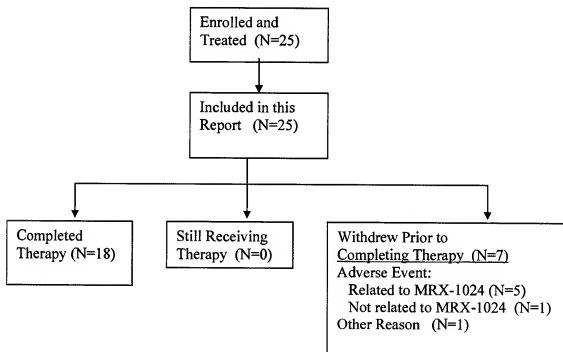 Enrolled and
Treated (N=25)
Included in this
Report (N=25)
Completed
Therapy (N=18)
Still Receiving
Therapy (N=0)
Withdrew Prior to
Completing Therapy (N=7)
Adverse Event:
Related to MRX-1024 (N=5)
Not related to MRX-1024 (N=1)
Other Reason (N=1)